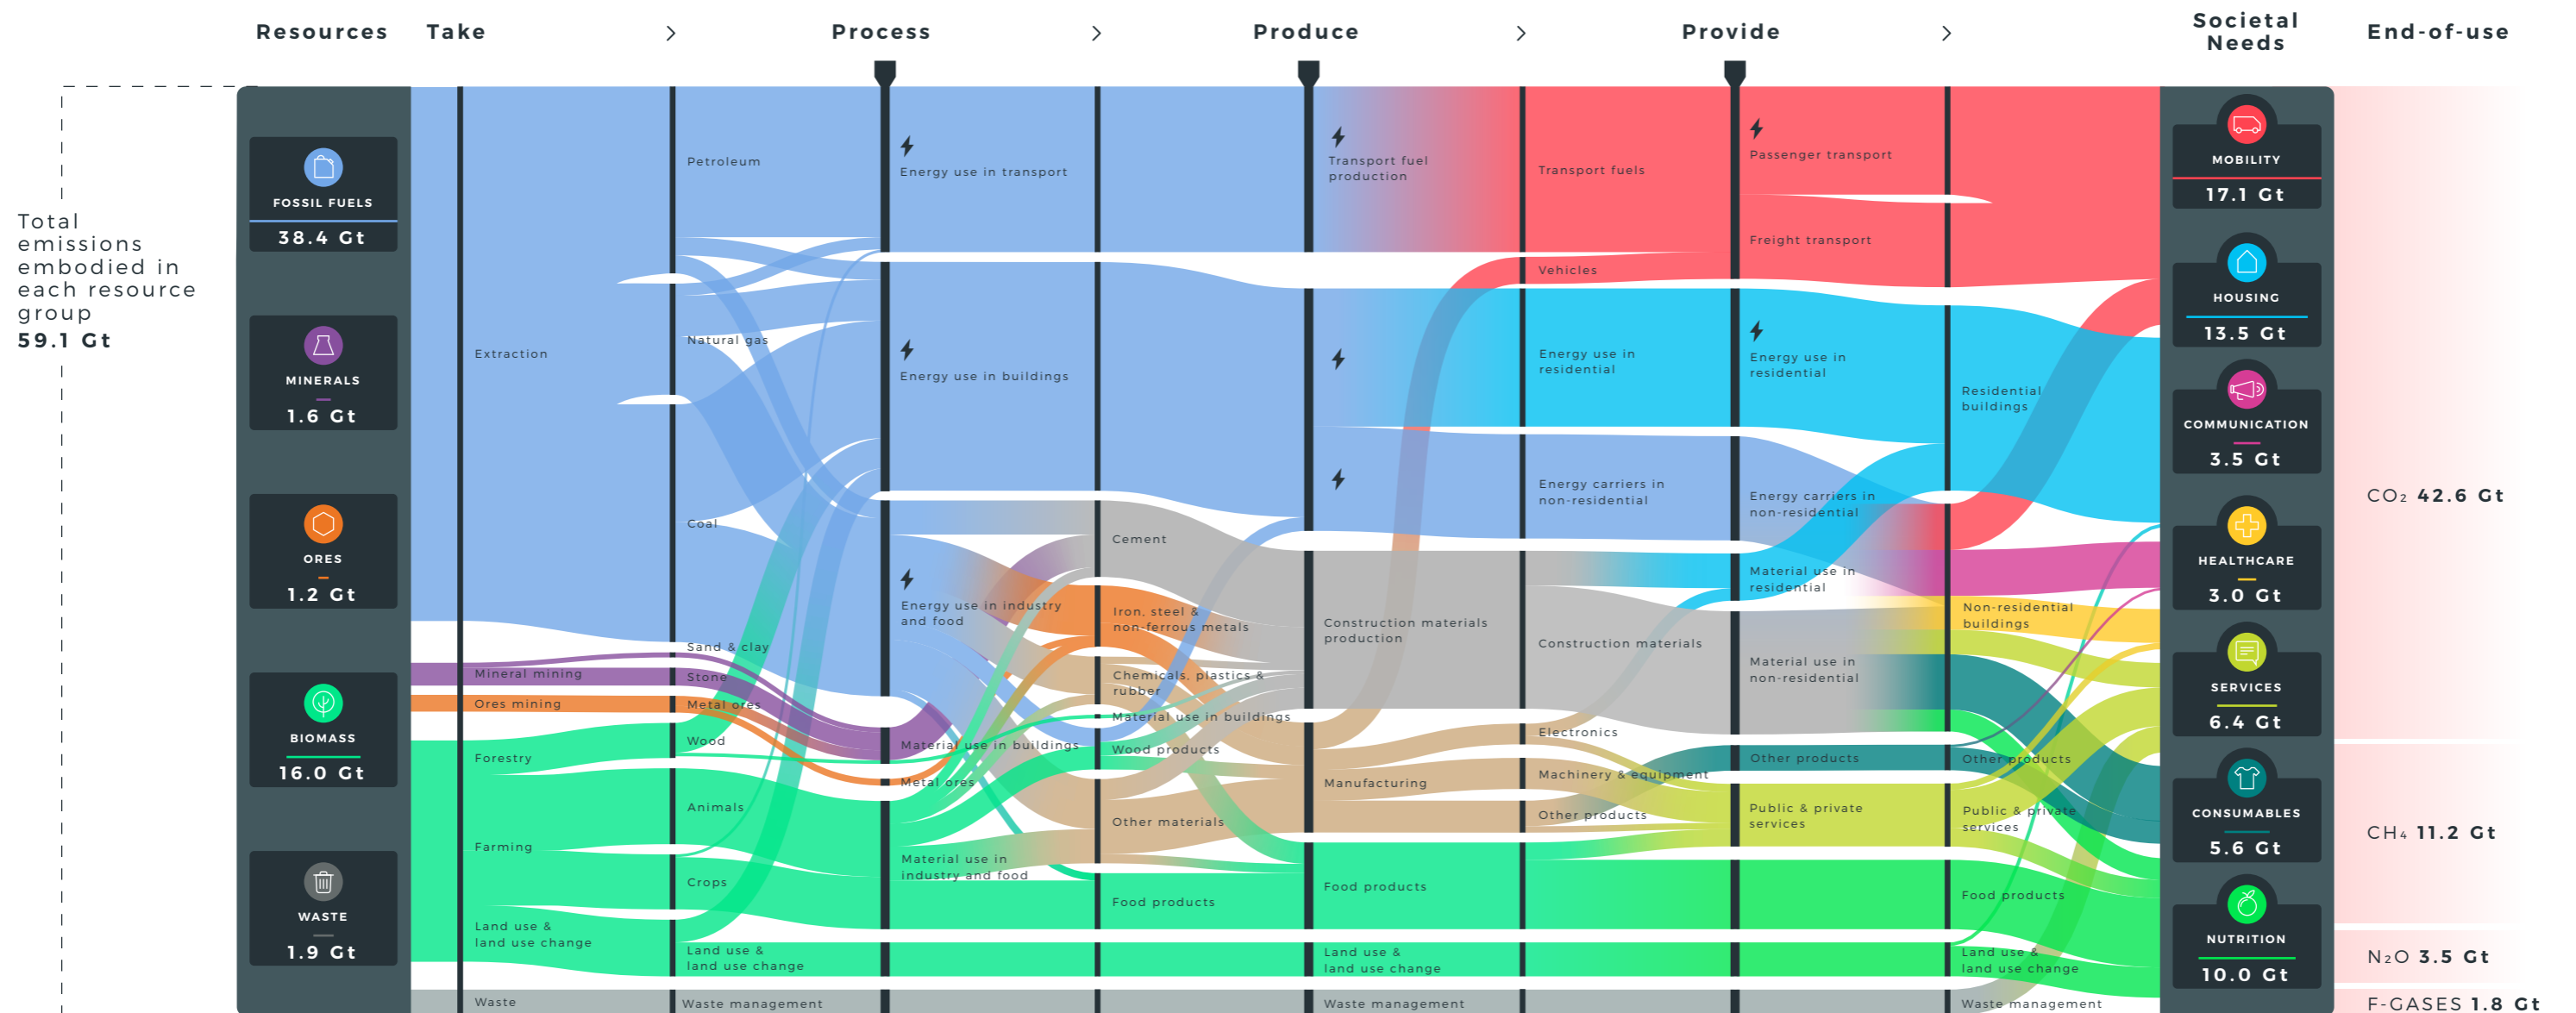 Resources
Take
>
Process
>
Produce
>
Provide
>
Societal
Needs
End-of-use
Total
emissions
embodied in
each resource
group
59.1 Gt
FOSSIL FUELS
38.4 Gt
MINERALS
1.6 Gt
ORES
1.2 Gt
BIOMASS
16.0 Gt
WASTE
1.9 Gt
Extraction
Mineral mining
Ores mining
Forestry
Farming
Land use &
land use change
Waste
Petroleum
Natural gas
Coal
Sand & clay
Stone
Metal ores
Wood
Animals
Crops
Land use &
land use change
Waste management
Energy use in transport
Energy use in buildings
Energy use in industry
and food
Material use in buildings
Metal ores
Material use in
industry and food
Cement
Iron, steel &
non-ferrous metals
Chemicals, plastics &
rubber
Material use in buildings
Wood products
Other materials
Food products
Transport fuel
production
Construction materials
production
Manufacturing
Food products
Land use &
land use change
Waste management
Transport fuels
Vehicles
Energy use in
residential
Energy carriers in
non-residential
Construction materials
Electronics
Machinery & equipment
Other products
Passenger transport
Freight transport
Energy use in
residential
Energy carriers in
non-residential
Material use in
residential
Material use in
non-residential
Other products
Public & private
services
Residential
buildings
Non-residential
buildings
Other products
Public & private
services
Food products
Land use &
land use change
Waste management
MOBILITY
17.1 Gt
HOUSING
13.5 Gt
COMMUNICATION
3.5 Gt
HEALTHCARE
3.0 Gt
SERVICES
6.4 Gt
CONSUMABLES
5.6 Gt
NUTRITION
10.0 Gt
CO₂ 42.6 Gt
CH₄ 11.2 Gt
N₂O 3.5 Gt
F-GASES 1.8 Gt